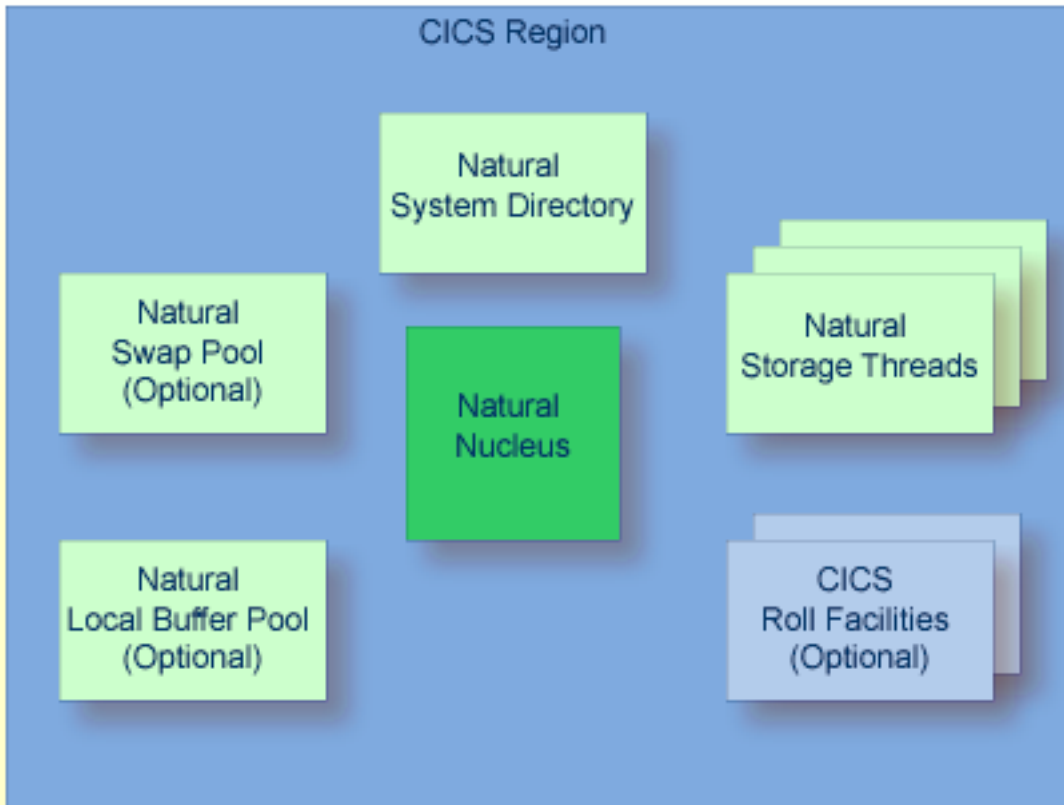 CICS Region
Natural
System Directory
Natural
Swap Pool
(Optional)
Natural
Storage Threads
Natural
Nucleus
Natural
Local Buffer Pool
(Optional)
CICS
Roll Facilities
(Optional)